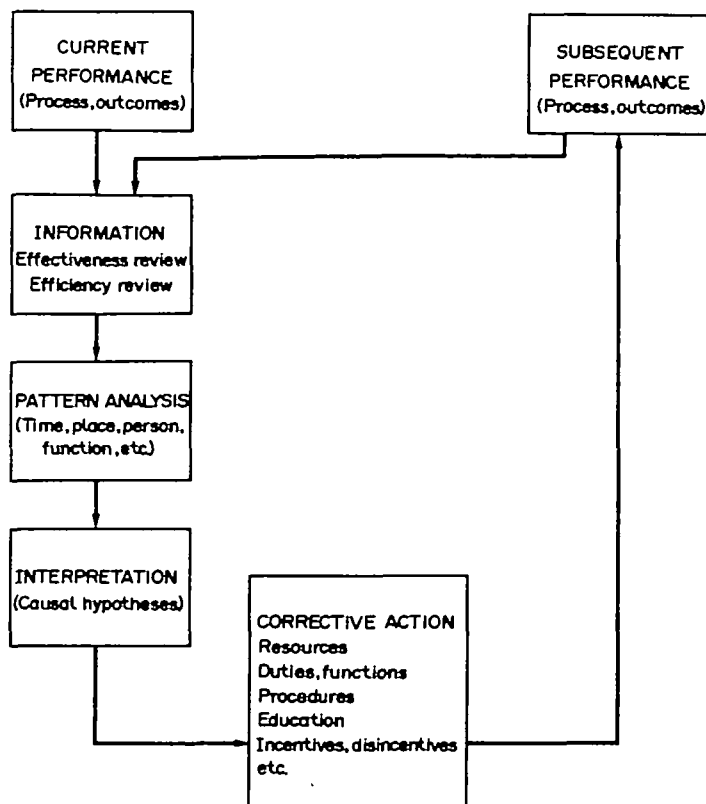 CURRENT
PERFORMANCE
(Process,outcomes)
SUBSEQUENT
PERFORMANCE
(Process,outcomes)
INFORMATION
Effectiveness review
Efficiency review
PATTERN ANALYSIS
(Time,place,person,
function,etc.)
INTERPRETATION
(Causal hypotheses)
CORRECTIVE ACTION
Resources
Duties,functions
Procedures
Education
Incentives,disincentives
etc.